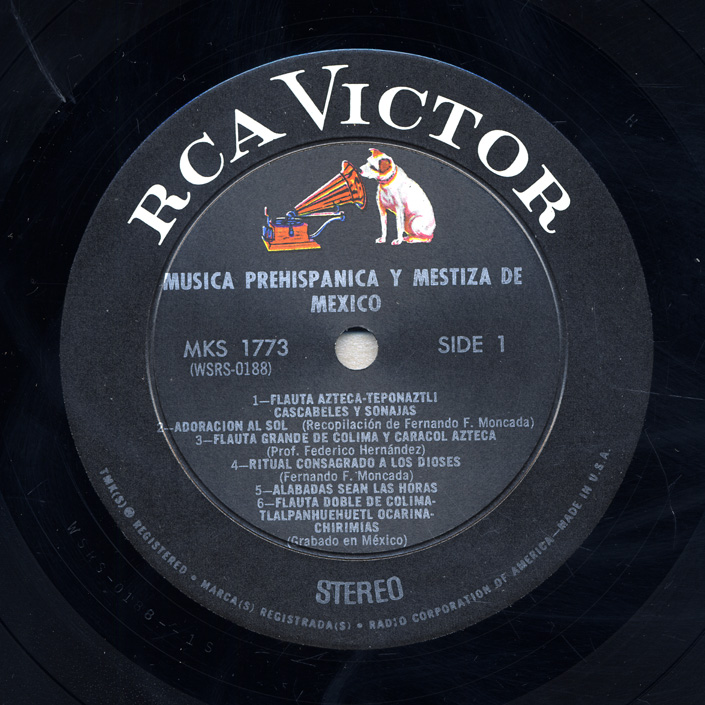 RCA VICTOR
MUSICA PREHISPANICA Y MESTIZA DE
MEXICO
MKS 1773
SIDE 1
(WSRS-0188)
1—FLAUTA AZTECA-TEPONAZTLI
CASCABELES Y SONAJAS
2—ADORACION AL SOL (Recopilación de Fernando F. Moncada)
3—FLAUTA GRANDE DE COLIMA Y CARACOL AZTECA
(Prof. Federico Hernández)
4—RITUAL CONSAGRADO A LOS DIOSES
(Fernando F. Moncada)
5—ALABADAS SEAN LAS HORAS
6—FLAUTA DOBLE DE COLIMA-
TLALPANHUEHUETL OCARINA-
CHIRIMIAS
(Grabado en México)
STEREO
TMK(S) ® REGISTERED • MARCA(S) REGISTRADA(S) • RADIO CORPORATION OF AMERICA—MADE IN U.S.A.